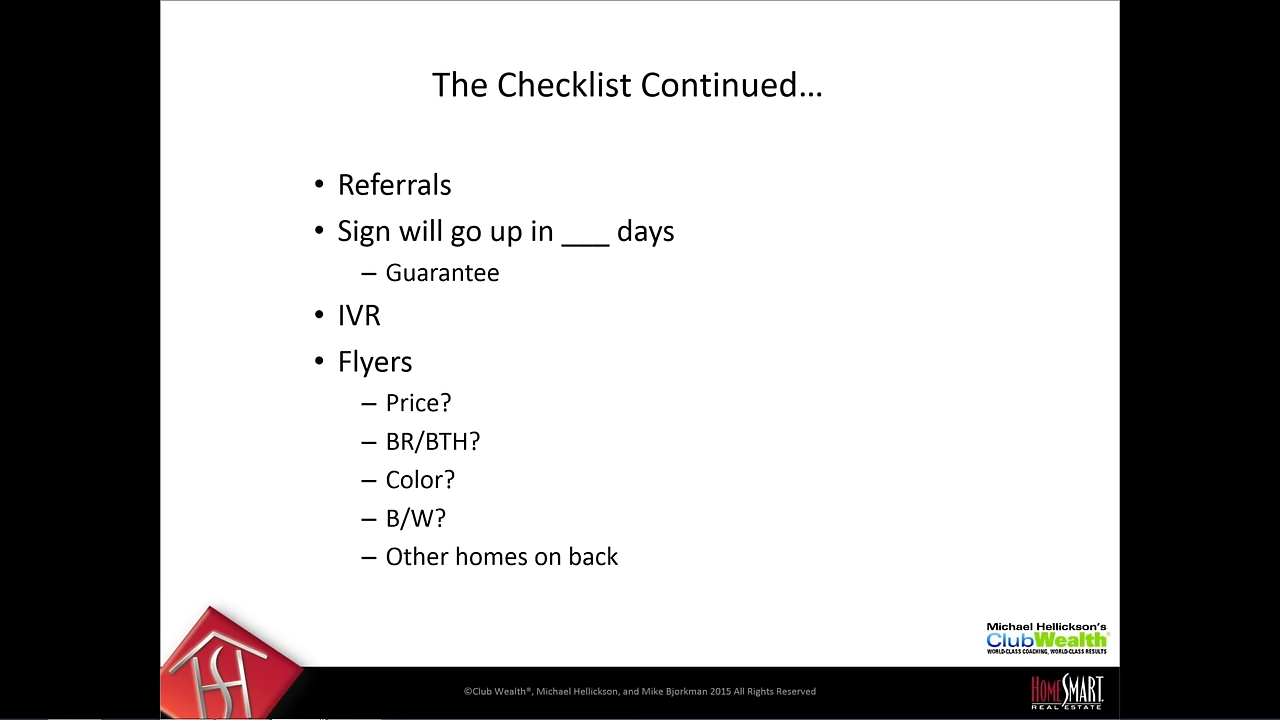 The Checklist Continued…
• Referrals
• Sign will go up in ___ days
– Guarantee
• IVR
• Flyers
– Price?
– BR/BTH?
– Color?
– B/W?
– Other homes on back
Michael Hellickson's
ClubWealth®
WORLD-CLASS COACHING, WORLD-CLASS RESULTS
©Club Wealth®, Michael Hellickson, and Mike Bjorkman 2015 All Rights Reserved
HS
HOMESMART
REAL ESTATE